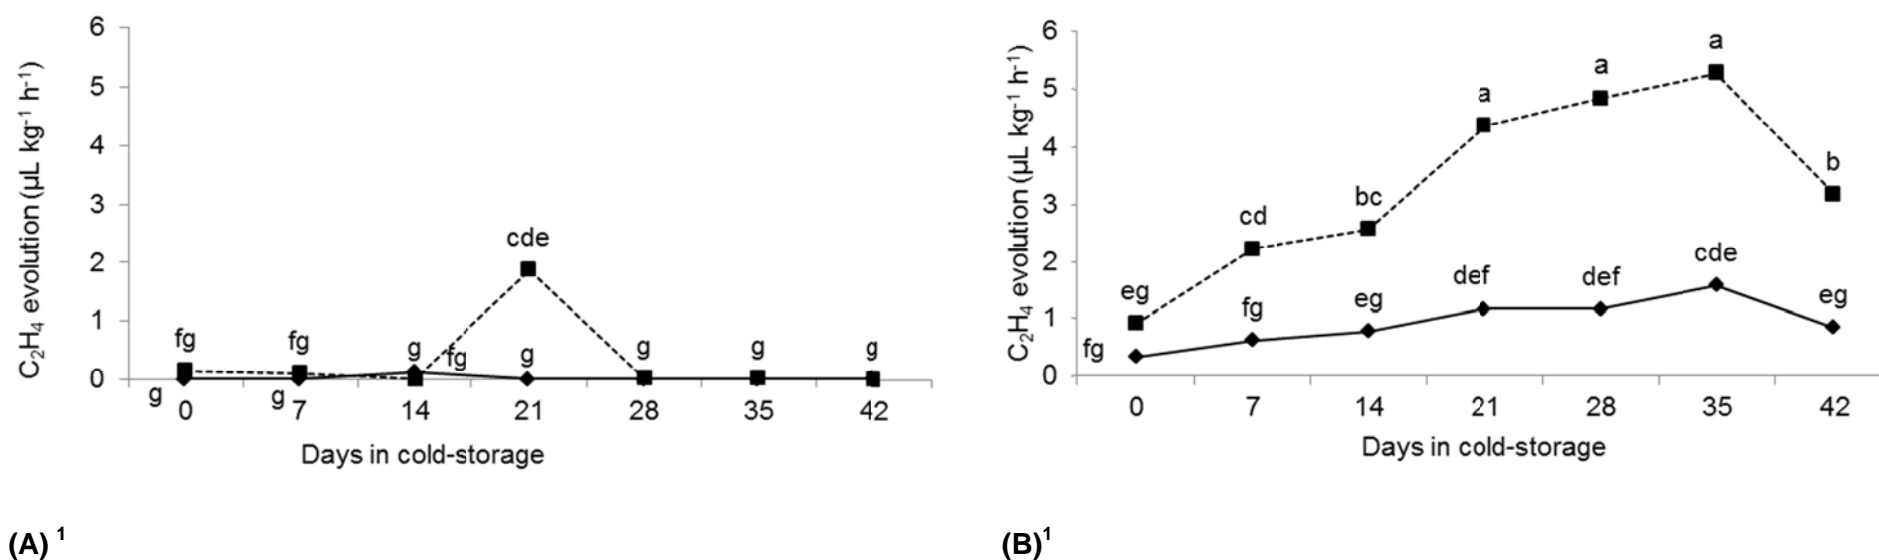 6
5
4
3
2
1
0
C₂H₄ evolution (µL kg⁻¹ h⁻¹)
cde
fg
fg
g
fg
g
g
g
g
g
g
0
7
14
21
28
35
42
Days in cold-storage
(A) ¹
6
5
4
3
2
1
0
C₂H₄ evolution (µL kg⁻¹ h⁻¹)
a
a
a
b
bc
cd
eg
cde
def
def
eg
eg
fg
fg
0
7
14
21
28
35
42
Days in cold-storage
(B)¹